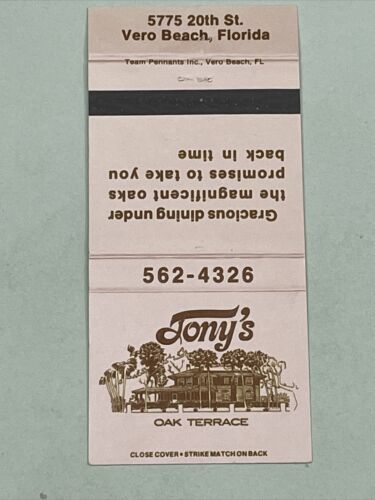 5775 20th St.
Vero Beach, Florida
Team Pennants Inc., Vero Beach, FL
Gracious dining under
the magnificent oaks
promises to take you
back in time
562-4326
Tony's
OAK TERRACE
CLOSE COVER • STRIKE MATCH ON BACK